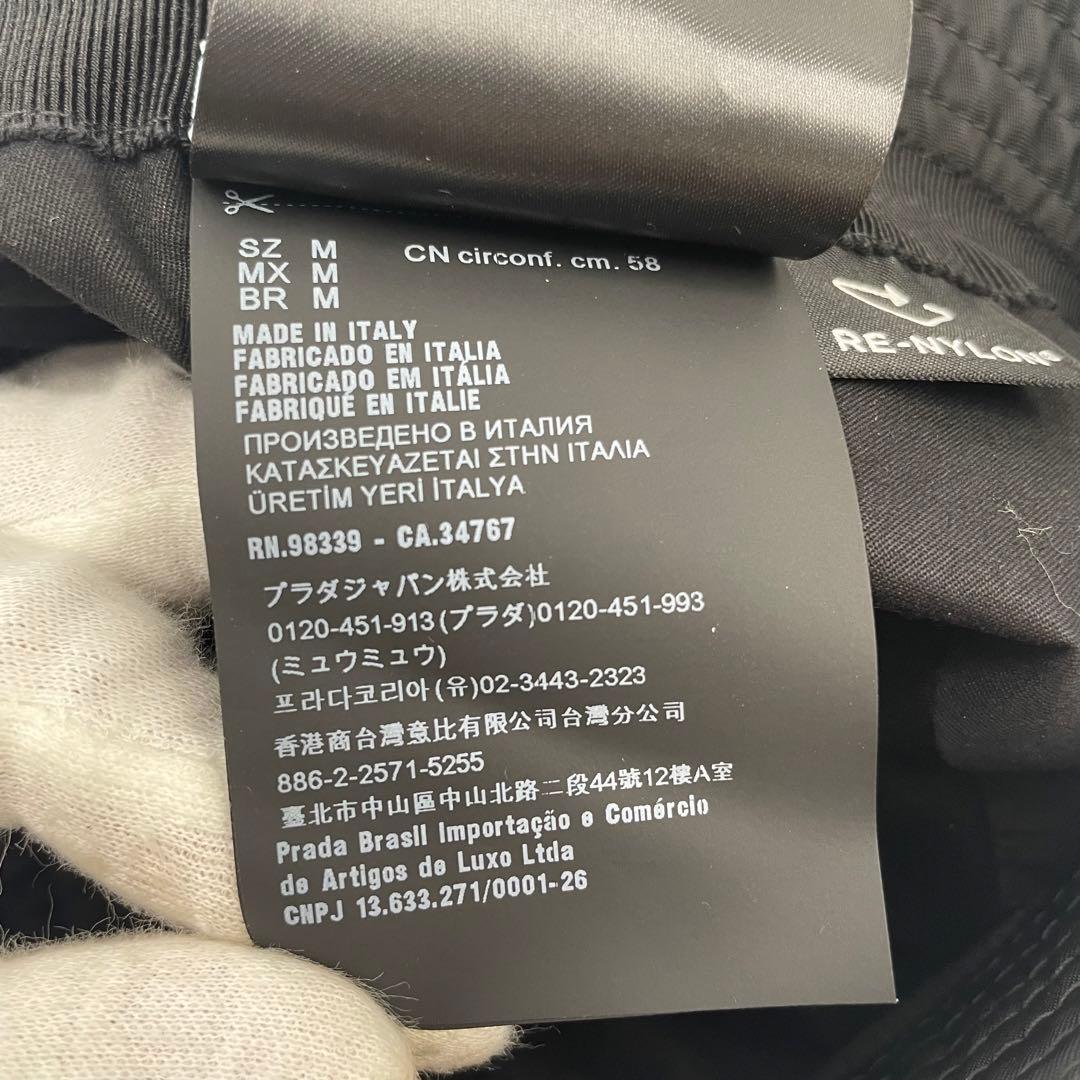 SZ M
MX M
BR M
CN circonf. cm. 58
MADE IN ITALY
FABRICADO EN ITALIA
FABRICADO EM ITÁLIA
FABRIQUÉ EN ITALIE
ПРОИЗВЕДЕНО В ИТАЛИЯ
ΚΑΤΑΣΚΕΥΑΖΕΤΑΙ ΣΤΗΝ ΙΤΑΛΙΑ
ÜRETİM YERİ İTALYA
RN.98339 - CA.34767
プラダジャパン株式会社
0120-451-913(プラダ)0120-451-993
(ミュウミュウ)
프라다코리아(유)02-3443-2323
香港商台灣意比有限公司台灣分公司
886-2-2571-5255
臺北市中山區中山北路二段44號12樓A室
Prada Brasil Importação e Comércio
de Artigos de Luxo Ltda
CNPJ 13.633.271/0001-26
RE-NYLON®